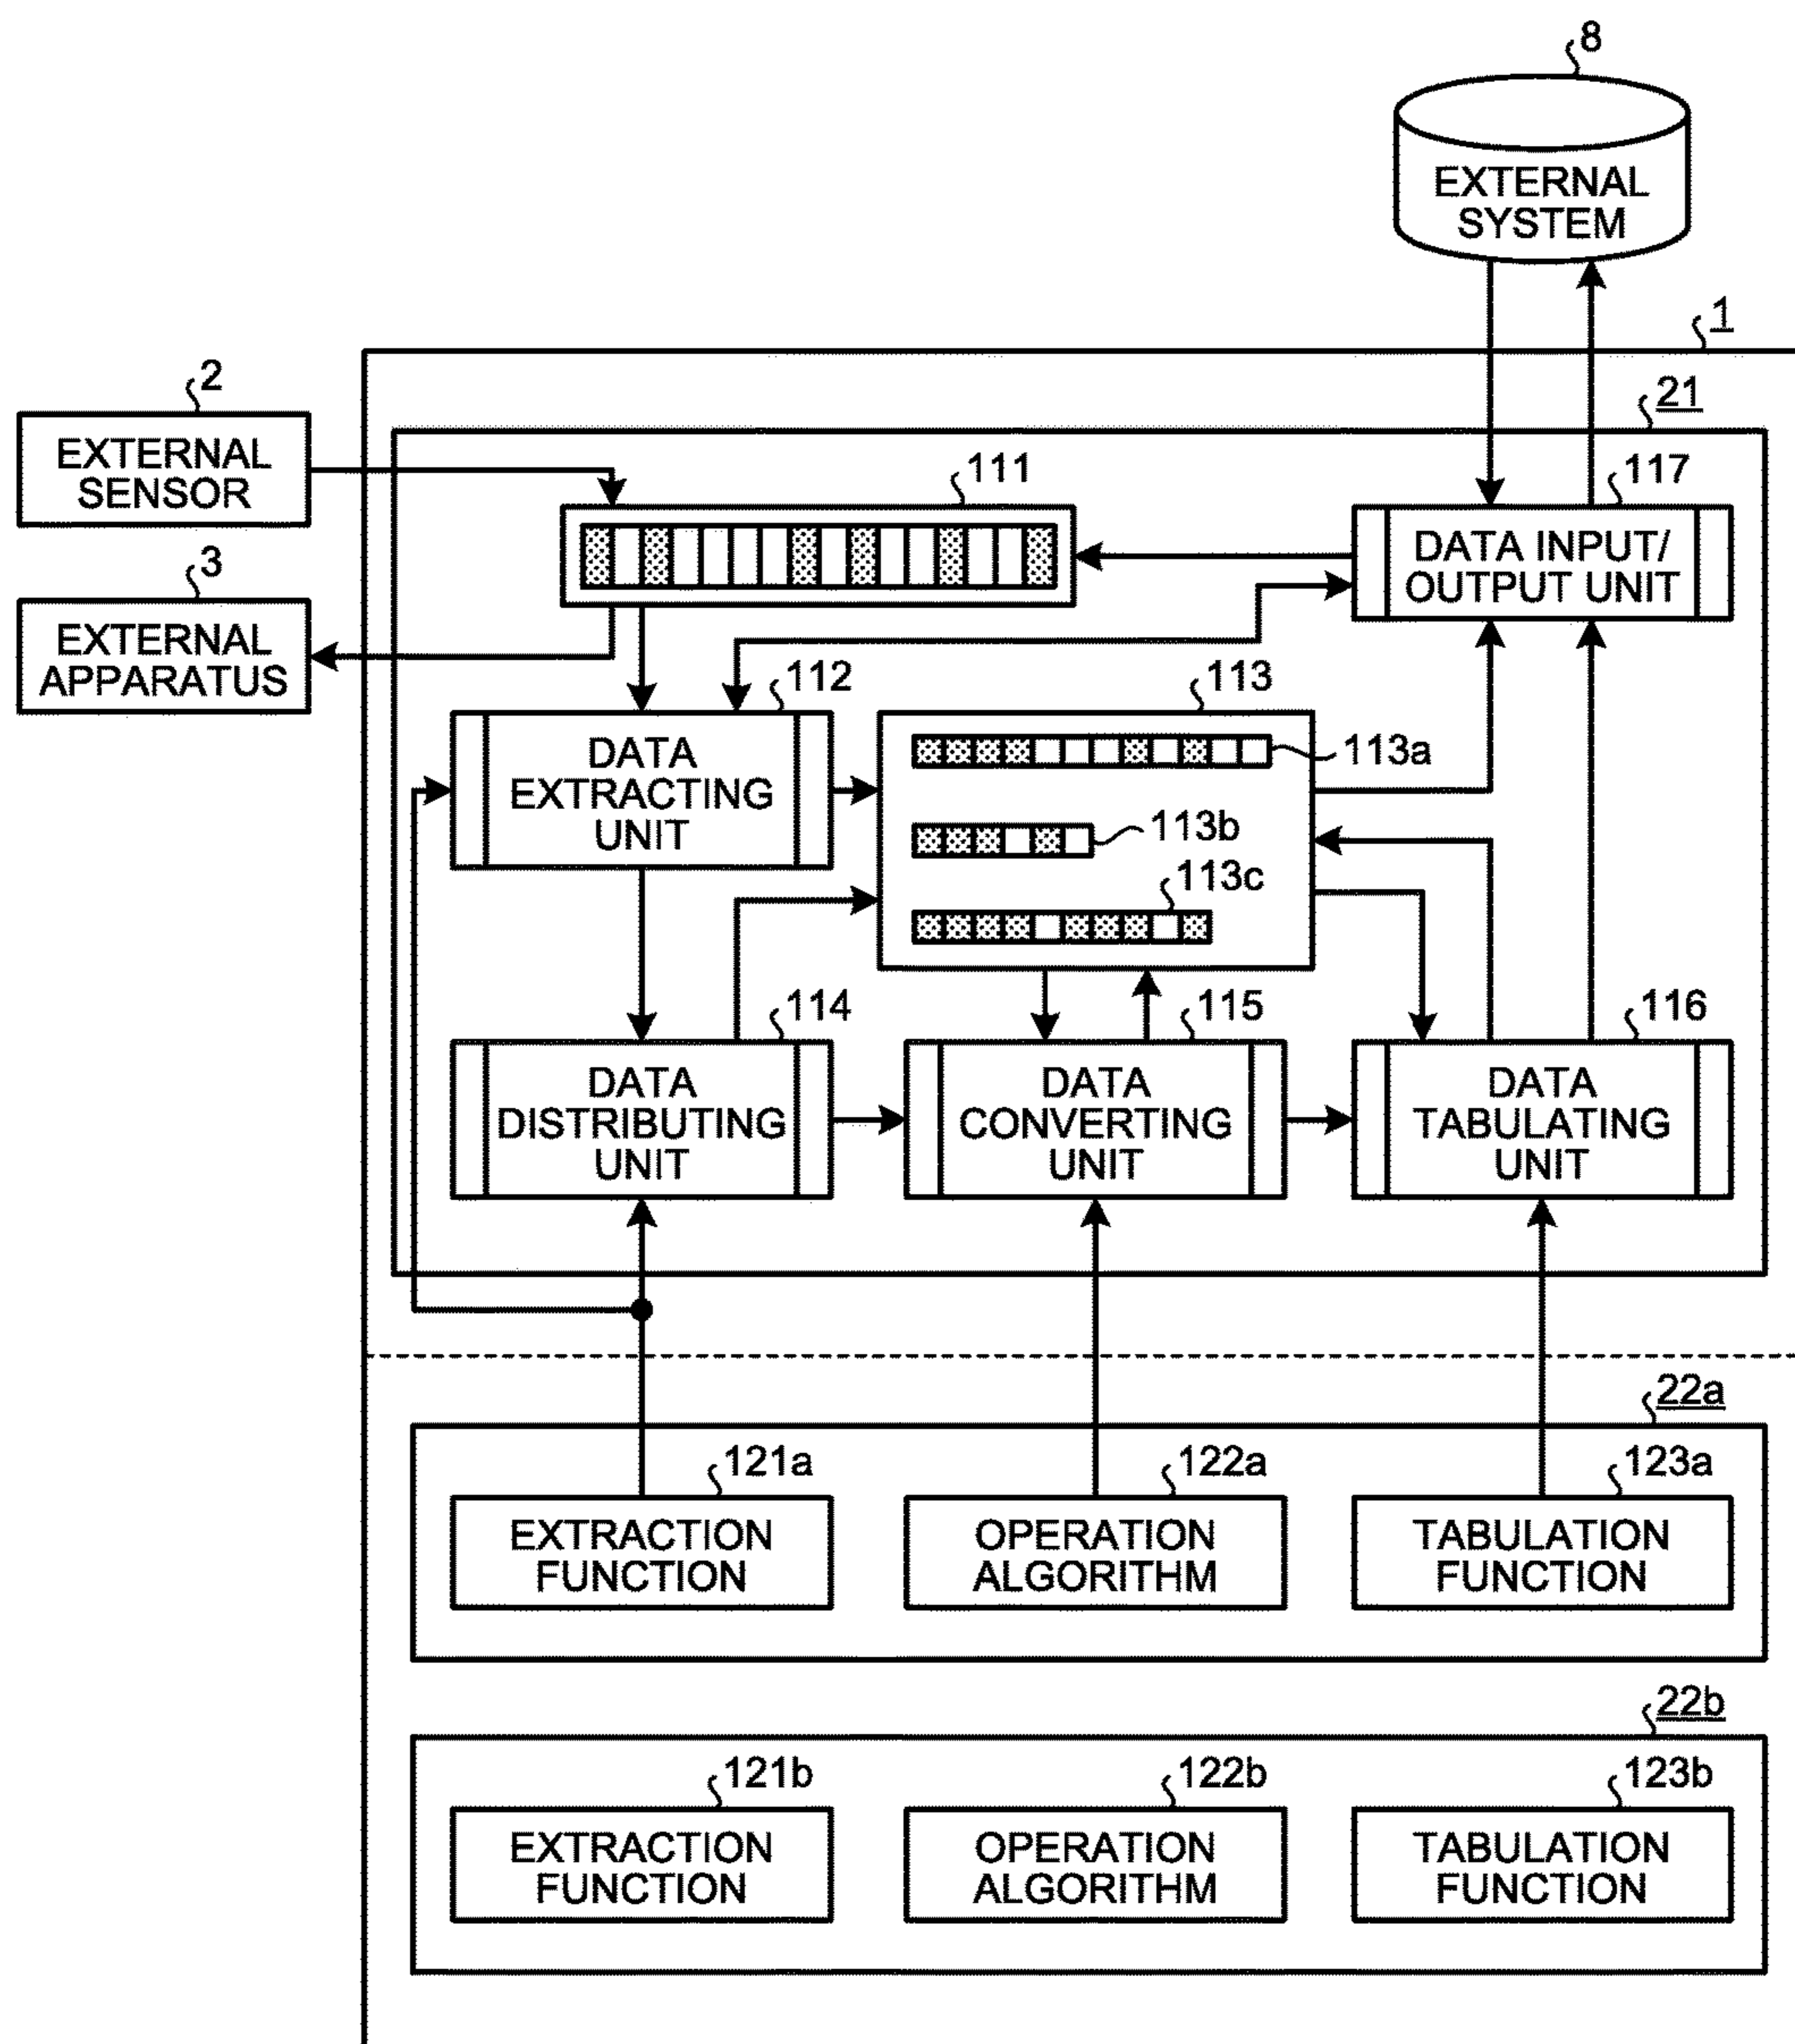 8
EXTERNAL
SYSTEM
1
2
21
EXTERNAL
SENSOR
111
117
DATA INPUT/
OUTPUT UNIT
3
EXTERNAL
APPARATUS
112
113
DATA
EXTRACTING
UNIT
113a
113b
113c
114
115
116
DATA
DISTRIBUTING
UNIT
DATA
CONVERTING
UNIT
DATA
TABULATING
UNIT
22a
121a
122a
123a
EXTRACTION
FUNCTION
OPERATION
ALGORITHM
TABULATION
FUNCTION
22b
121b
122b
123b
EXTRACTION
FUNCTION
OPERATION
ALGORITHM
TABULATION
FUNCTION